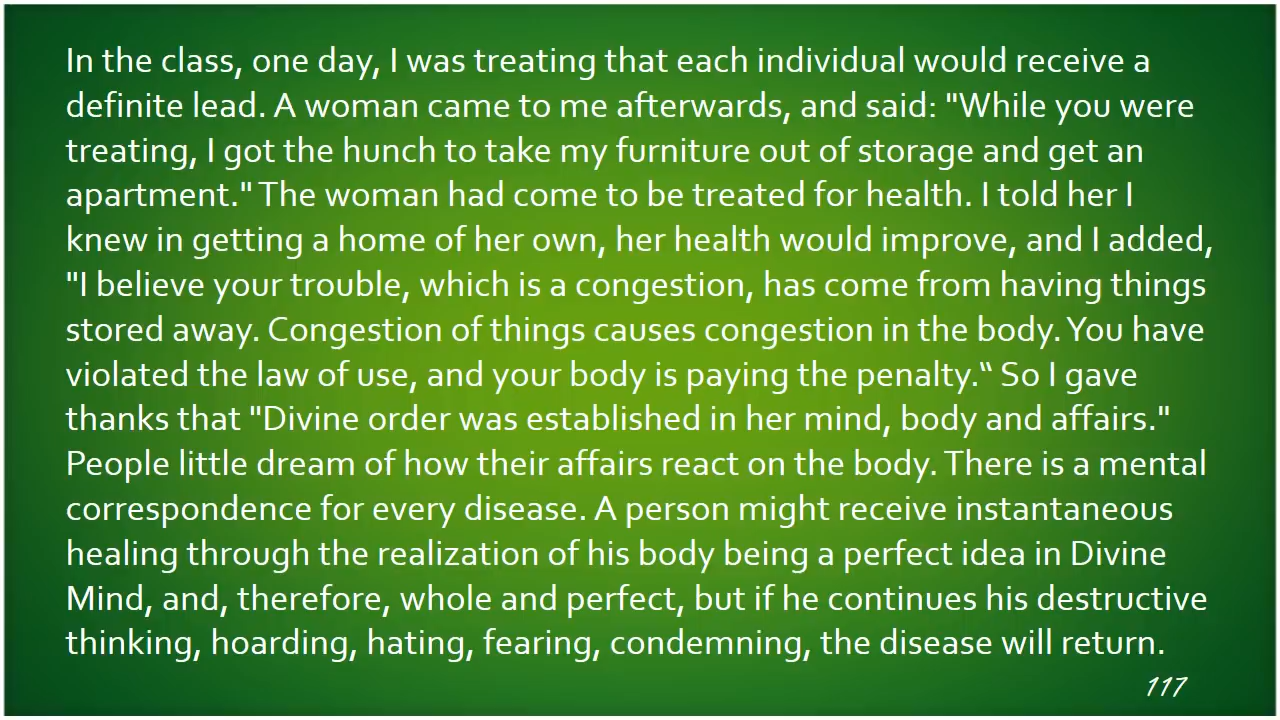 In the class, one day, I was treating that each individual would receive a
definite lead. A woman came to me afterwards, and said: "While you were
treating, I got the hunch to take my furniture out of storage and get an
apartment." The woman had come to be treated for health. I told her I
knew in getting a home of her own, her health would improve, and I added,
"I believe your trouble, which is a congestion, has come from having things
stored away. Congestion of things causes congestion in the body. You have
violated the law of use, and your body is paying the penalty.“ So I gave
thanks that "Divine order was established in her mind, body and affairs."
People little dream of how their affairs react on the body. There is a mental
correspondence for every disease. A person might receive instantaneous
healing through the realization of his body being a perfect idea in Divine
Mind, and, therefore, whole and perfect, but if he continues his destructive
thinking, hoarding, hating, fearing, condemning, the disease will return.
117